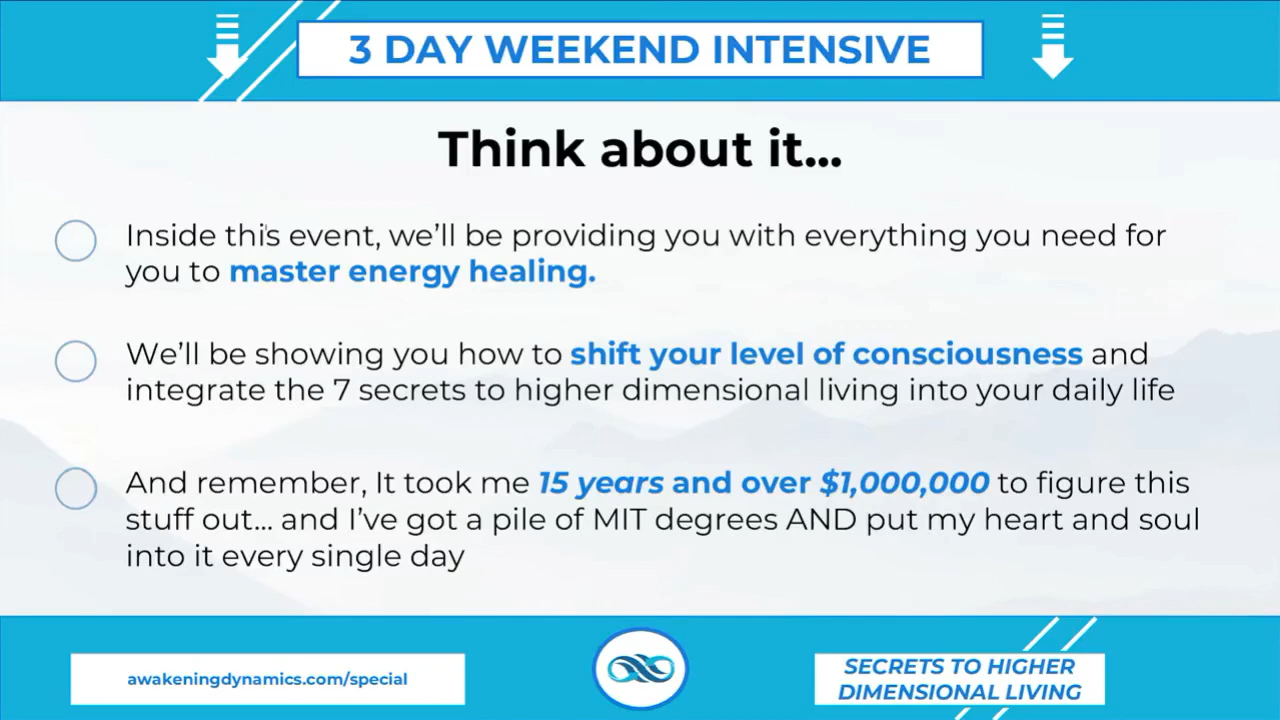 3 DAY WEEKEND INTENSIVE
Think about it...
Inside this event, we'll be providing you with everything you need for
you to master energy healing.
We'll be showing you how to shift your level of consciousness and
integrate the 7 secrets to higher dimensional living into your daily life
And remember, It took me 15 years and over $1,000,000 to figure this
stuff out... and I've got a pile of MIT degrees AND put my heart and soul
into it every single day
awakeningdynamics.com/special
SECRETS TO HIGHER
DIMENSIONAL LIVING